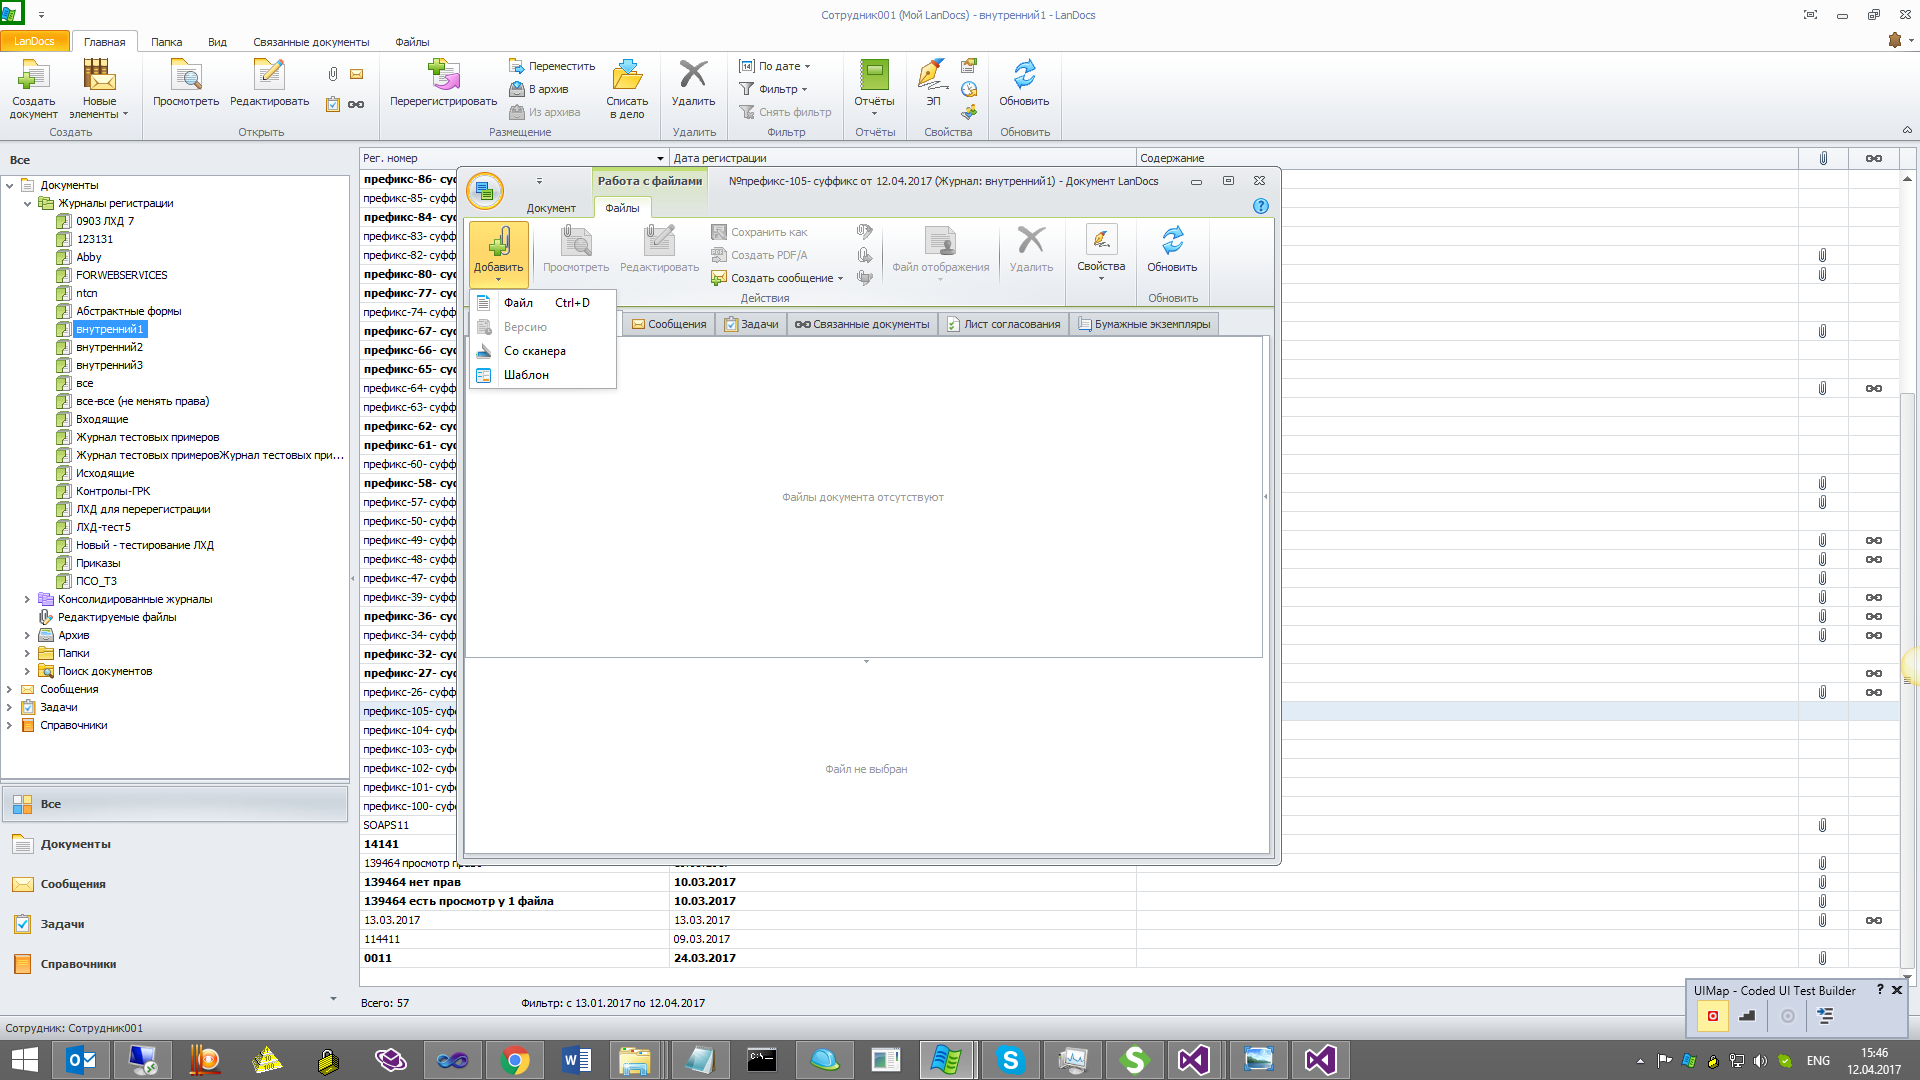 Сотрудник001 (Мой LanDocs) - внутренний1 - LanDocs
LanDocs
Главная
Папка
Вид
Связанные документы
Файлы
Создать документ
Новые элементы
Создать
Просмотреть
Редактировать
Открыть
Перерегистрировать
Переместить
В архив
Из архива
Списать в дело
Размещение
Удалить
Удалить
По дате
Фильтр
Снять фильтр
Фильтр
Отчёты
Отчёты
ЭП
Свойства
Обновить
Обновить
Все
Документы
Журналы регистрации
0903 ЛХД 7
123131
Abby
FORWEBSERVICES
ntcn
Абстрактные формы
внутренний1
внутренний2
внутренний3
все
все-все (не менять права)
Входящие
Журнал тестовых примеров
Журнал тестовых примеровЖурнал тестовых при...
Исходящие
Контролы-ГРК
ЛХД для перерегистрации
ЛХД-тест5
Новый - тестирование ЛХД
Приказы
ПСО_ТЗ
Консолидированные журналы
Редактируемые файлы
Архив
Папки
Поиск документов
Сообщения
Задачи
Справочники
Все
Документы
Сообщения
Задачи
Справочники
Рег. номер
Дата регистрации
Содержание
префикс-86- су
префикс-85- суфф
префикс-84- су
префикс-83- суфф
префикс-82- суфф
префикс-80- су
префикс-77- су
префикс-74- суфф
префикс-67- су
префикс-66- су
префикс-65- су
префикс-64- суфф
префикс-63- суфф
префикс-62- су
префикс-61- су
префикс-60- суфф
префикс-58- су
префикс-57- суфф
префикс-50- суфф
префикс-49- суфф
префикс-48- суфф
префикс-47- суфф
префикс-39- суфф
префикс-36- су
префикс-34- суфф
префикс-32- су
префикс-27- су
префикс-26- суфф
префикс-105- суф
префикс-104- суф
префикс-103- суф
префикс-102- суф
префикс-101- суф
префикс-100- суф
SOAPS11
14141
139464 просмотр
139464 нет прав 10.03.2017
139464 есть просмотр у 1 файла 10.03.2017
13.03.2017 13.03.2017
114411 09.03.2017
0011 24.03.2017
Всего: 57
Фильтр: с 13.01.2017 по 12.04.2017
Сотрудник: Сотрудник001
Работа с файлами
№префикс-105- суффикс от 12.04.2017 (Журнал: внутренний1) - Документ LanDocs
Документ
Файлы
Добавить
Просмотреть
Редактировать
Сохранить как
Создать PDF/A
Создать сообщение
Действия
Файл отображения
Удалить
Свойства
Обновить
Обновить
Файл Ctrl+D
Версию
Со сканера
Шаблон
Сообщения
Задачи
Связанные документы
Лист согласования
Бумажные экземпляры
Файлы документа отсутствуют
Файл не выбран
UIMap - Coded UI Test Builder
ENG
15:46
12.04.2017